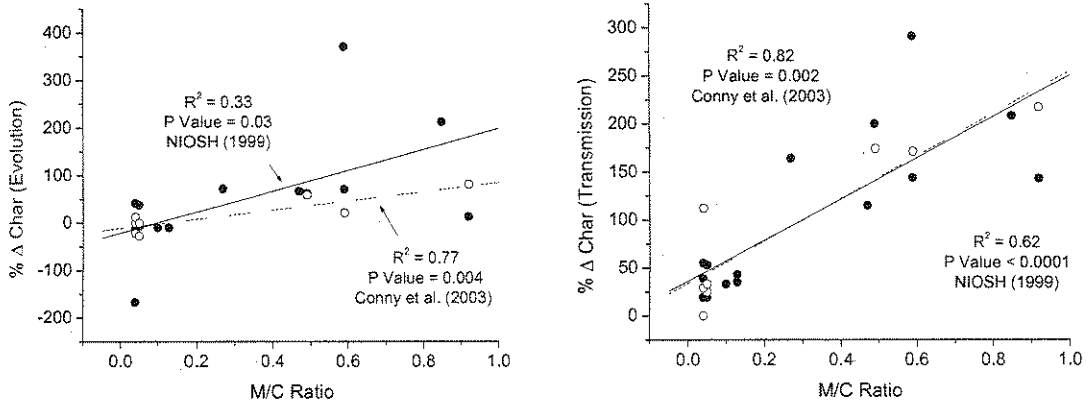 400
300
200
100
0
-100
-200
% Δ Char (Evolution)
R² = 0.33
P Value = 0.03
NIOSH (1999)
R² = 0.77
P Value = 0.004
Conny et al. (2003)
0.0 0.2 0.4 0.6 0.8 1.0
M/C Ratio
300
250
200
150
100
50
0
% Δ Char (Transmission)
R² = 0.82
P Value = 0.002
Conny et al. (2003)
R² = 0.62
P Value < 0.0001
NIOSH (1999)
0.0 0.2 0.4 0.6 0.8 1.0
M/C Ratio